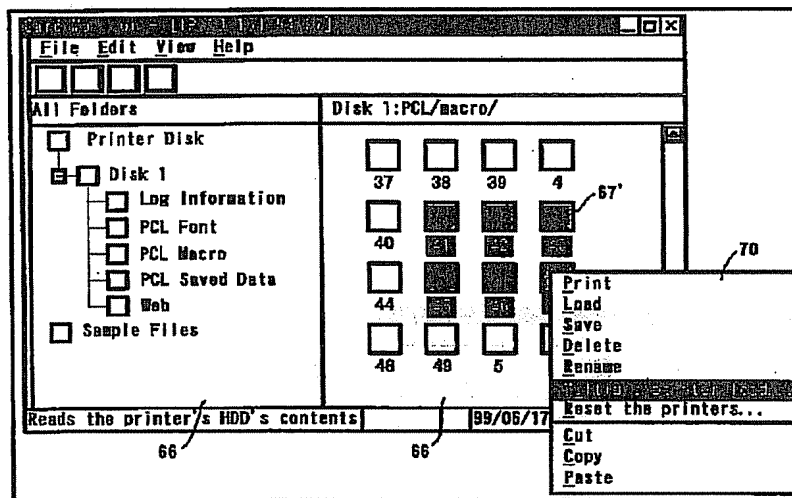 File Edit View Help
All Folders
Disk 1:PCL/macro/
Printer Disk
Disk 1
Log Information
PCL Font
PCL Macro
PCL Saved Data
Web
Sample Files
37 38 39 4
67'
40
44
48 49 5
70
Print
Load
Save
Delete
Rename
Reset the printers...
Cut
Copy
Paste
Reads the printer's HDD's contents
99/06/17
66
66